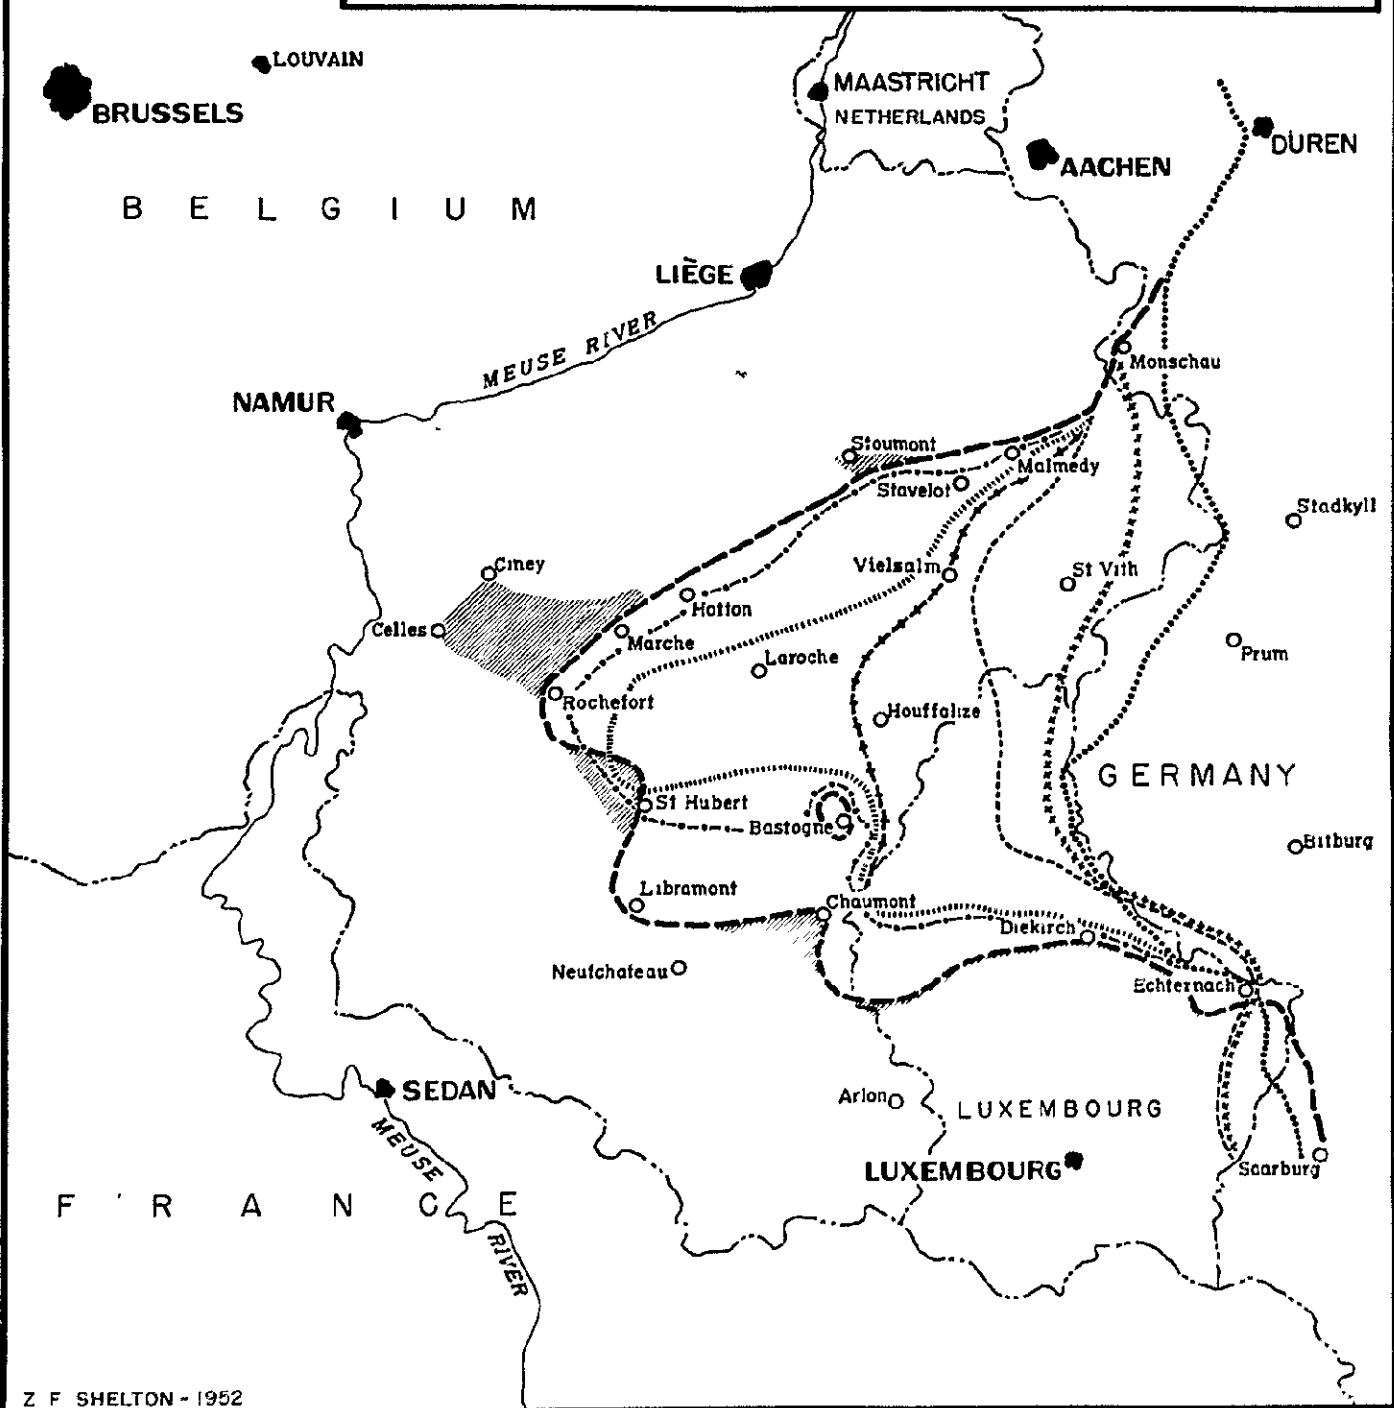 LOUVAIN
BRUSSELS
MAASTRICHT
NETHERLANDS
AACHEN
DUREN
B E L G I U M
LIÈGE
MEUSE RIVER
NAMUR
Monschau
Stoumont
Malmedy
Stavelot
Stadkyll
Ciney
Vielsalm
St Vith
Hotton
Celles
Marche
Laroche
Prum
Rochefort
Houffalize
GERMANY
St Hubert
Bastogne
Bitburg
Libramont
Chaumont
Diekirch
Neufchateau
Echternach
SEDAN
Arlon
LUXEMBOURG
MEUSE
LUXEMBOURG
Saarburg
F R A N C E
RIVER
Z F SHELTON - 1952